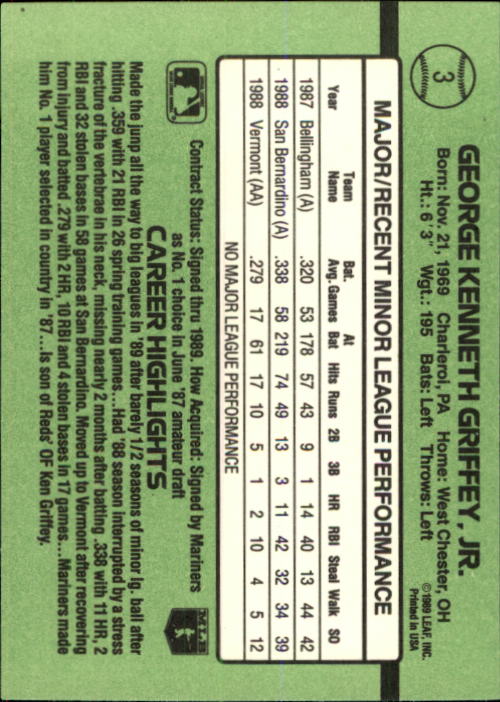 3
GEORGE KENNETH GRIFFEY, JR.
Born: Nov. 21, 1969 Charleroi, PA Home: West Chester, OH
Ht.: 6' 3" Wgt.: 195 Bats: Left Throws: Left
©1989 LEAF, INC.
Printed in USA
MAJOR/RECENT MINOR LEAGUE PERFORMANCE
Year Team Name Bat. Avg. Games At Bat Hits Runs 2B 3B HR RBI Steal Walk SO
1987 Bellingham (A) .320 53 178 57 43 9 1 14 40 13 44 42
1988 San Bernardino (A) .338 58 219 74 49 13 3 11 42 32 34 39
1988 Vermont (AA) .279 17 61 17 10 5 1 2 10 4 5 12
NO MAJOR LEAGUE PERFORMANCE
Contract Status: Signed thru 1989. How Acquired: Signed by Mariners
as No. 1 choice in June '87 amateur draft
MLB
CAREER HIGHLIGHTS
Made the jump all the way to big leagues in '89 after barely 1/2 seasons of minor lg. ball after
hitting .359 with 21 RBI in 26 spring training games...Had '88 season interrupted by a stress
fracture of the vertebrae in his neck, missing nearly 2 months after batting .338 with 11 HR, 2
RBI and 32 stolen bases in 58 games at San Bernardino. Moved up to Vermont after recovering
from injury and batted .279 with 2 HR, 10 RBI and 4 stolen bases in 17 games...Mariners made
him No. 1 player selected in country in '87...Is son of Reds' OF Ken Griffey.